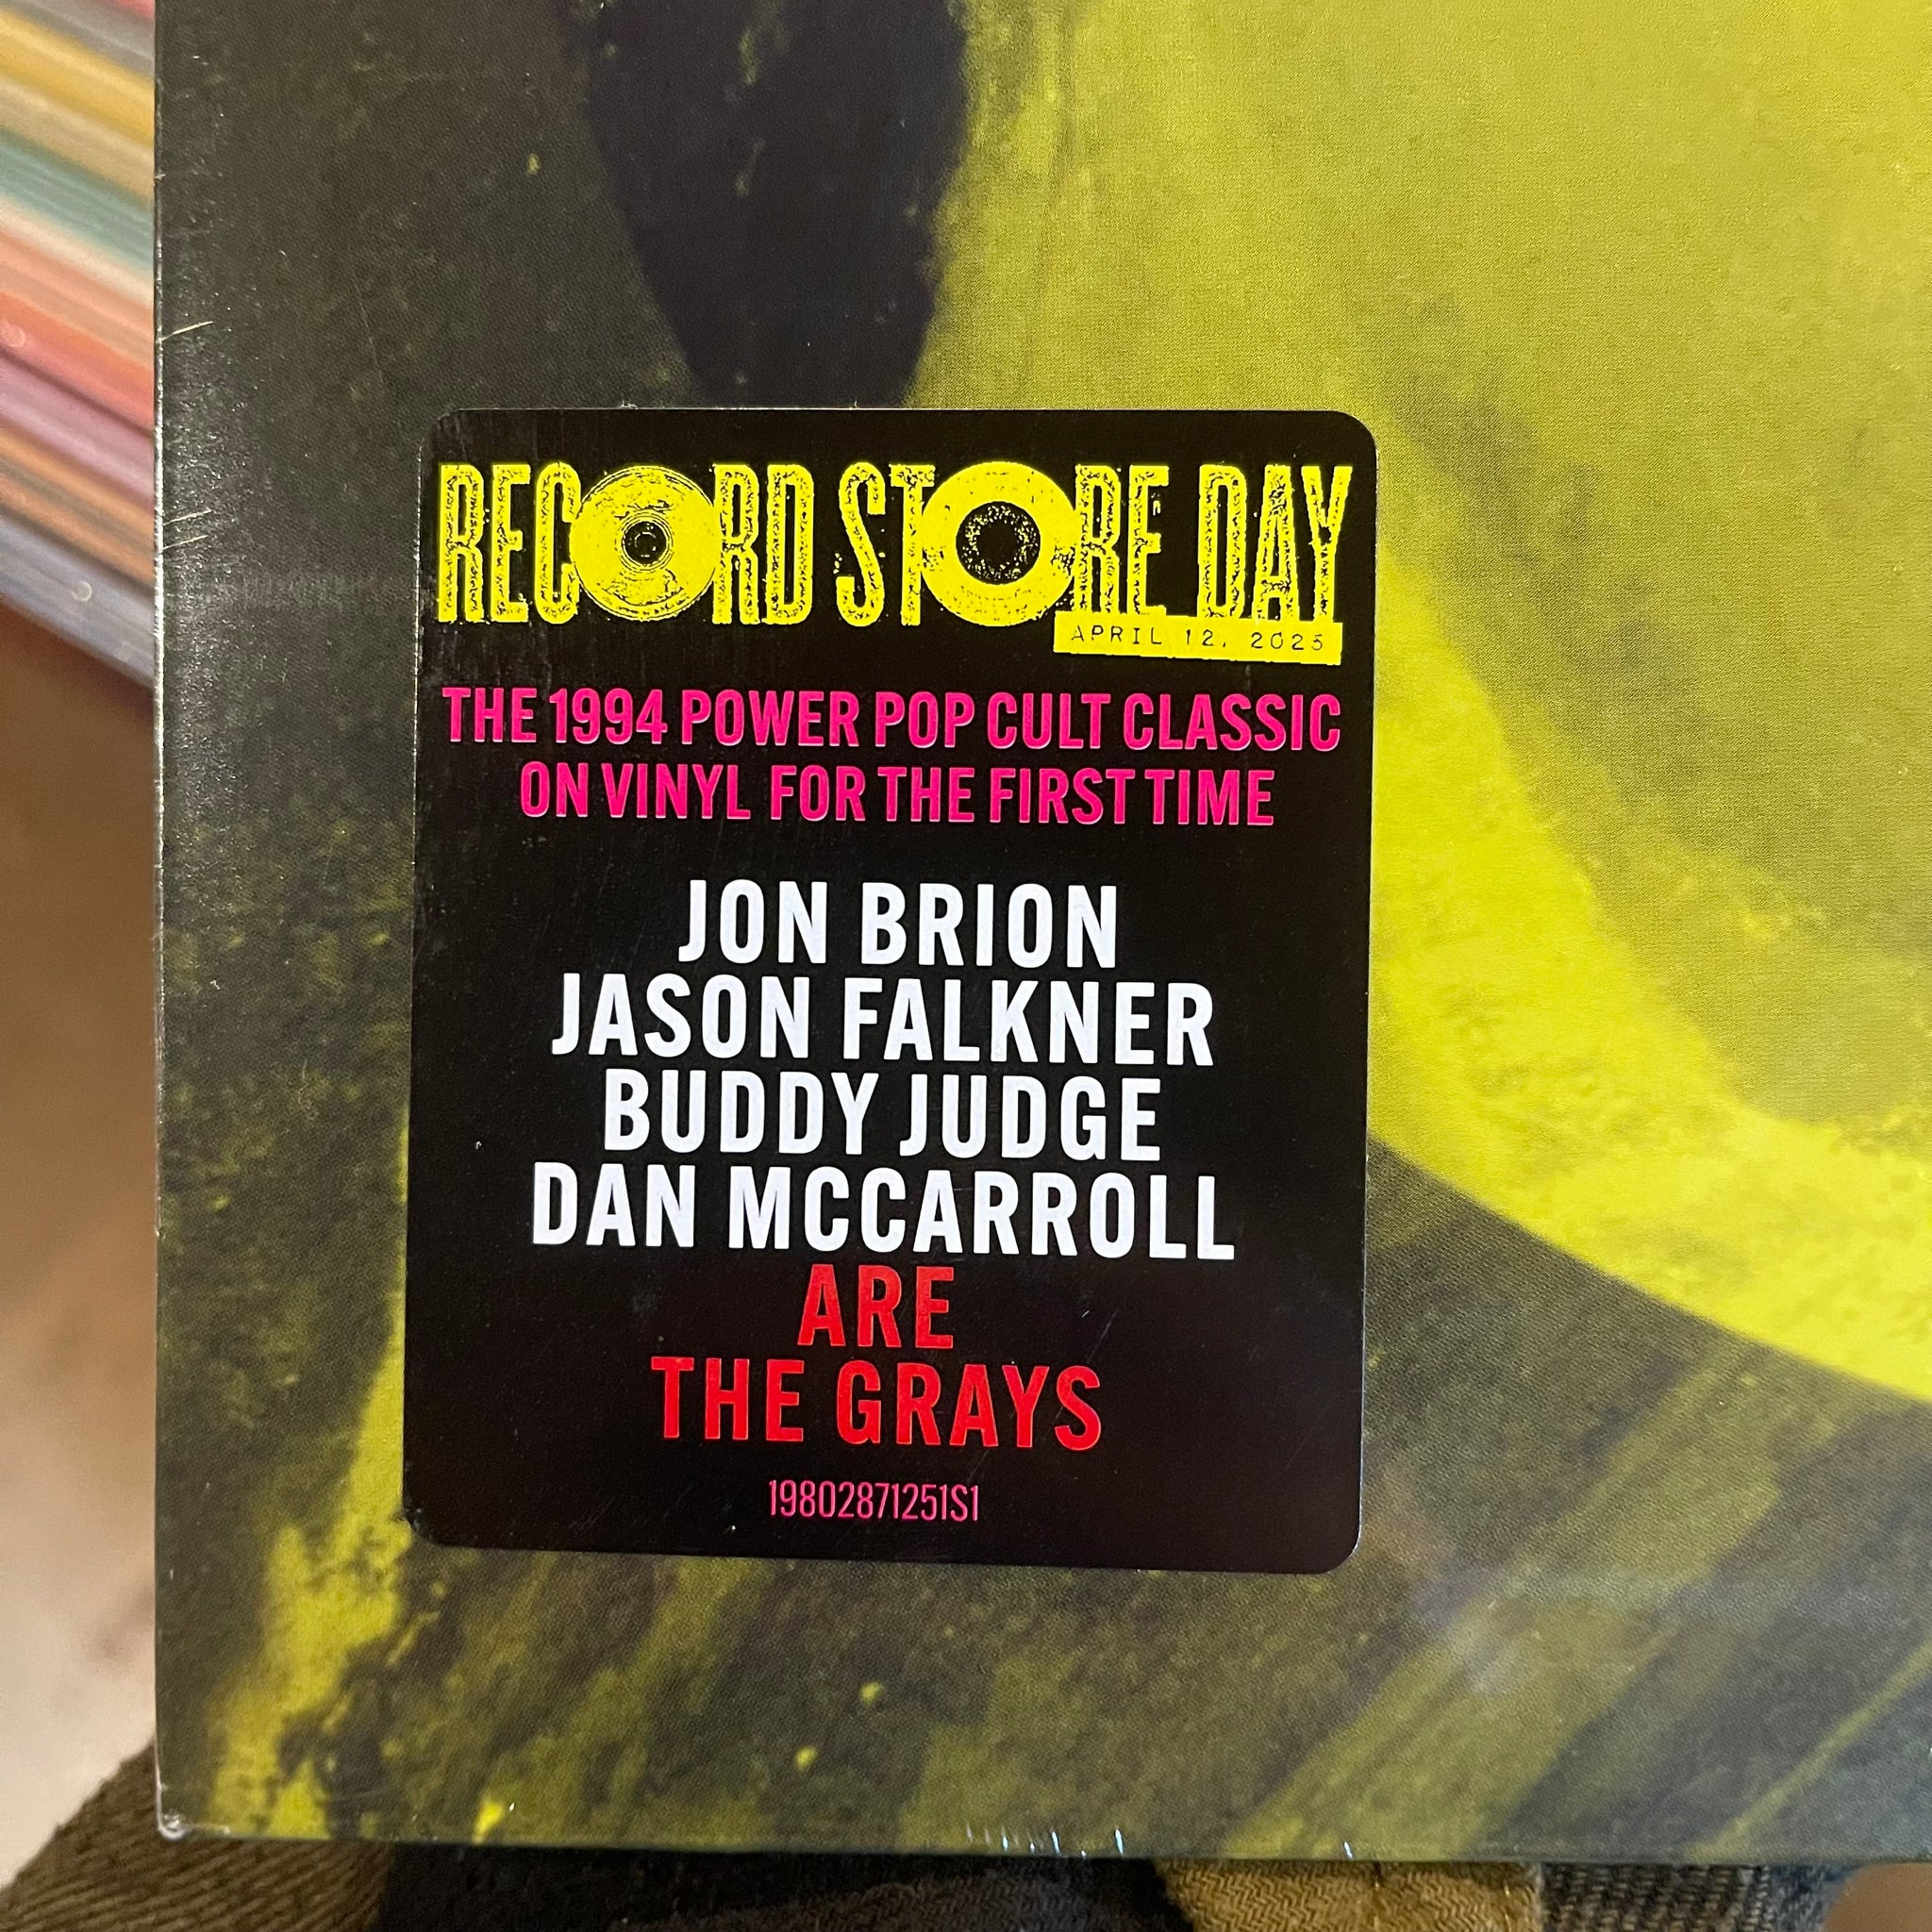 RECORD STORE DAY
APRIL 12, 2025
THE 1994 POWER POP CULT CLASSIC
ON VINYL FOR THE FIRST TIME
JON BRION
JASON FALKNER
BUDDY JUDGE
DAN MCCARROLL
ARE
THE GRAYS
19802871251S1